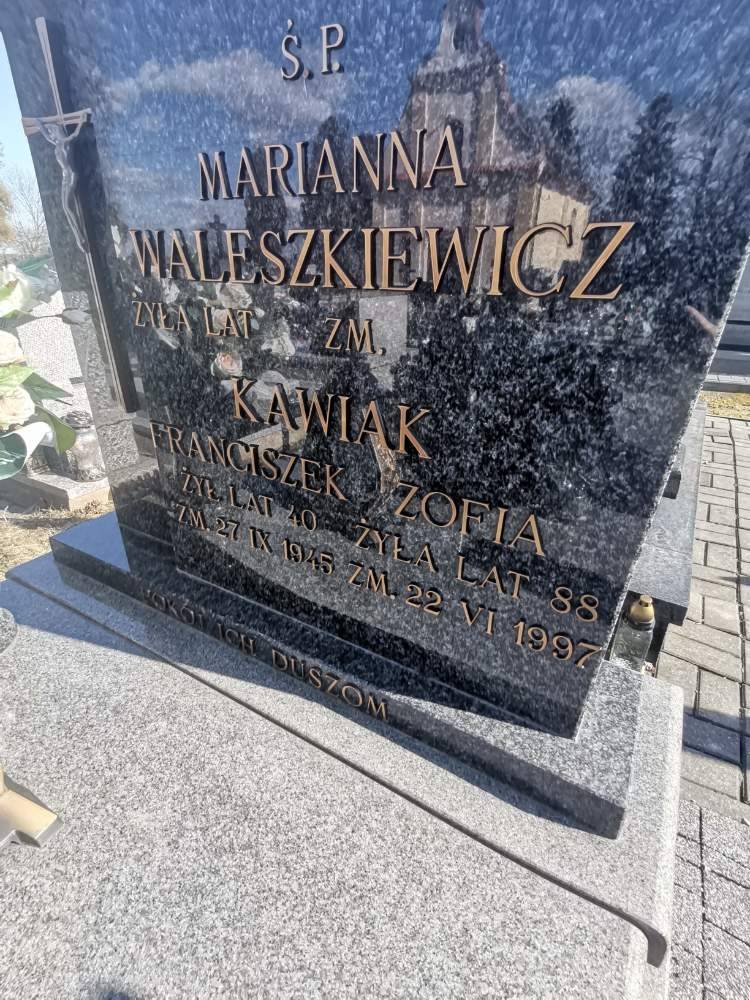 Ś.P.
MARIANNA
WALESZKIEWICZ
ŻYŁA LAT ZM.
KAWIAK
FRANCISZEK ZOFIA
ŻYŁ LAT 40 ŻYŁA LAT 88
ZM. 27 IX 1945 ZM. 22 VI 1997
POKÓJ ICH DUSZOM